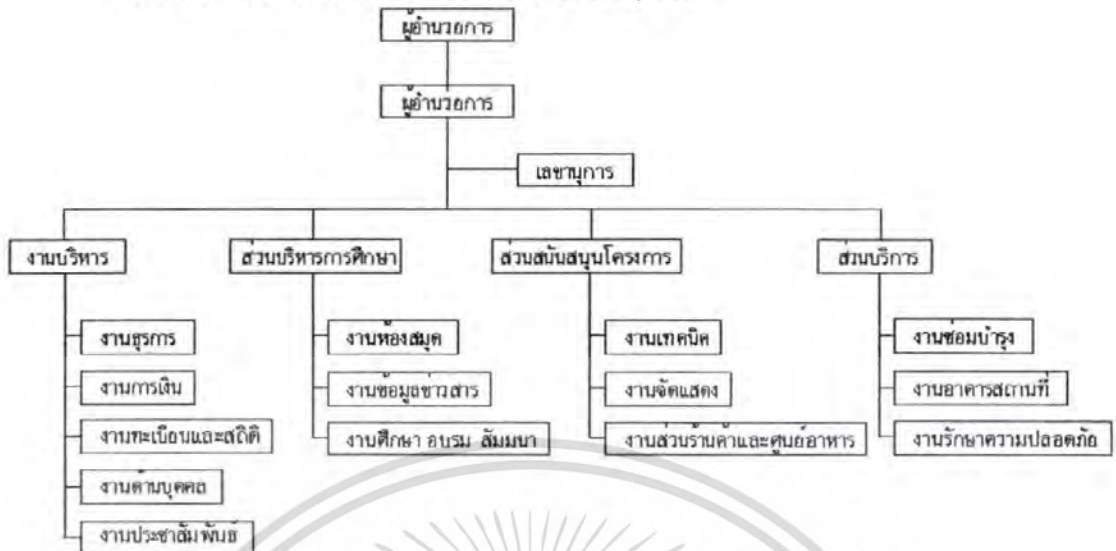 ผู้อำนวยการ
ผู้อำนวยการ
เลขานุการ
งานบริหาร
งานธุรการ
งานการเงิน
งานทะเบียนและสถิติ
งานด้านบุคคล
งานประชาสัมพันธ์
ส่วนบริหารการศึกษา
งานห้องสมุด
งานข้อมูลข่าวสาร
งานศึกษา อบรม สัมมนา
ส่วนสนับสนุนโครงการ
งานเทคนิค
งานจัดแสดง
งานส่วนร้านค้าและศูนย์อาหาร
ส่วนบริการ
งานซ่อมบำรุง
งานอาคารสถานที่
งานรักษาความปลอดภัย